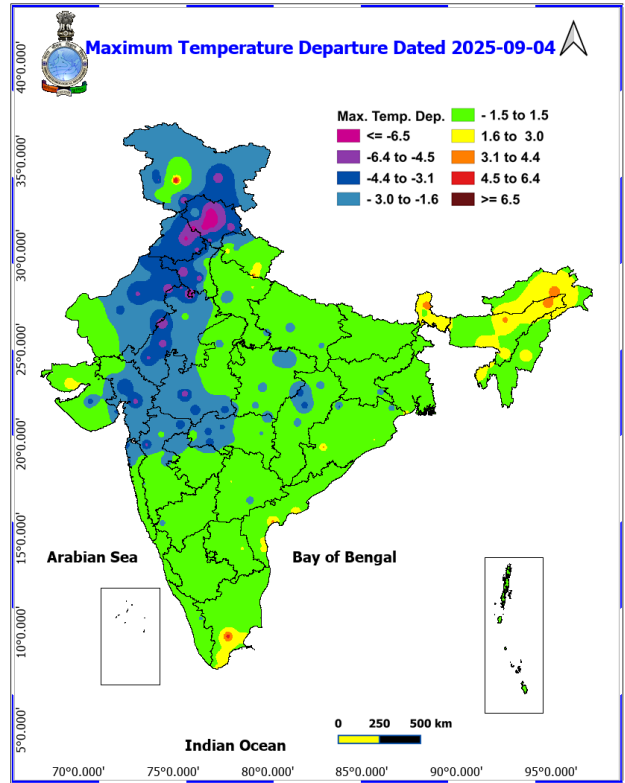 Maximum Temperature Departure Dated 2025-09-04
Max. Temp. Dep.
<= -6.5
-6.4 to -4.5
-4.4 to -3.1
- 3.0 to -1.6
- 1.5 to 1.5
1.6 to 3.0
3.1 to 4.4
4.5 to 6.4
>= 6.5
40°0.000'
35°0.000'
30°0.000'
25°0.000'
20°0.000'
15°0.000'
10°0.000'
5°0.000'
Arabian Sea
Bay of Bengal
Indian Ocean
0 250 500 km
70°0.000' 75°0.000' 80°0.000' 85°0.000' 90°0.000' 95°0.000'